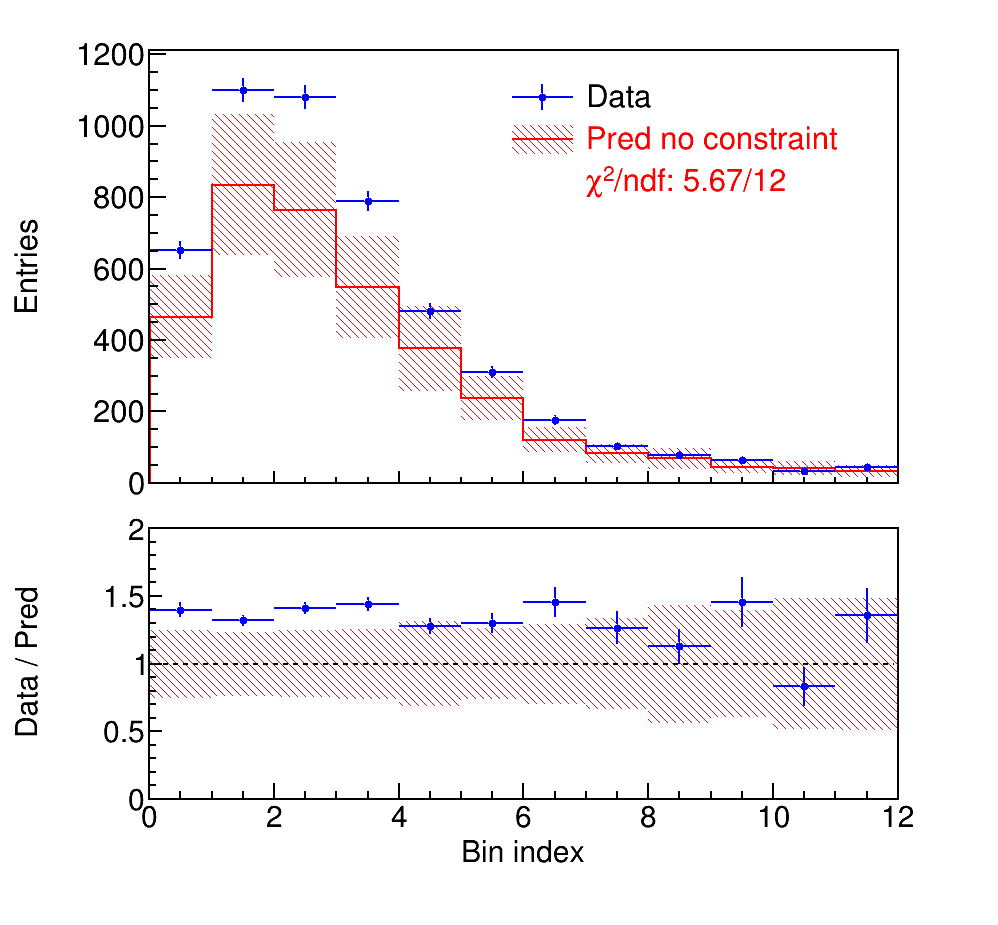 1200
1000
800
600
400
200
0
Entries
Data
Pred no constraint
χ²/ndf: 5.67/12
2
1.5
1
0.5
0
Data / Pred
0 2 4 6 8 10 12
Bin index